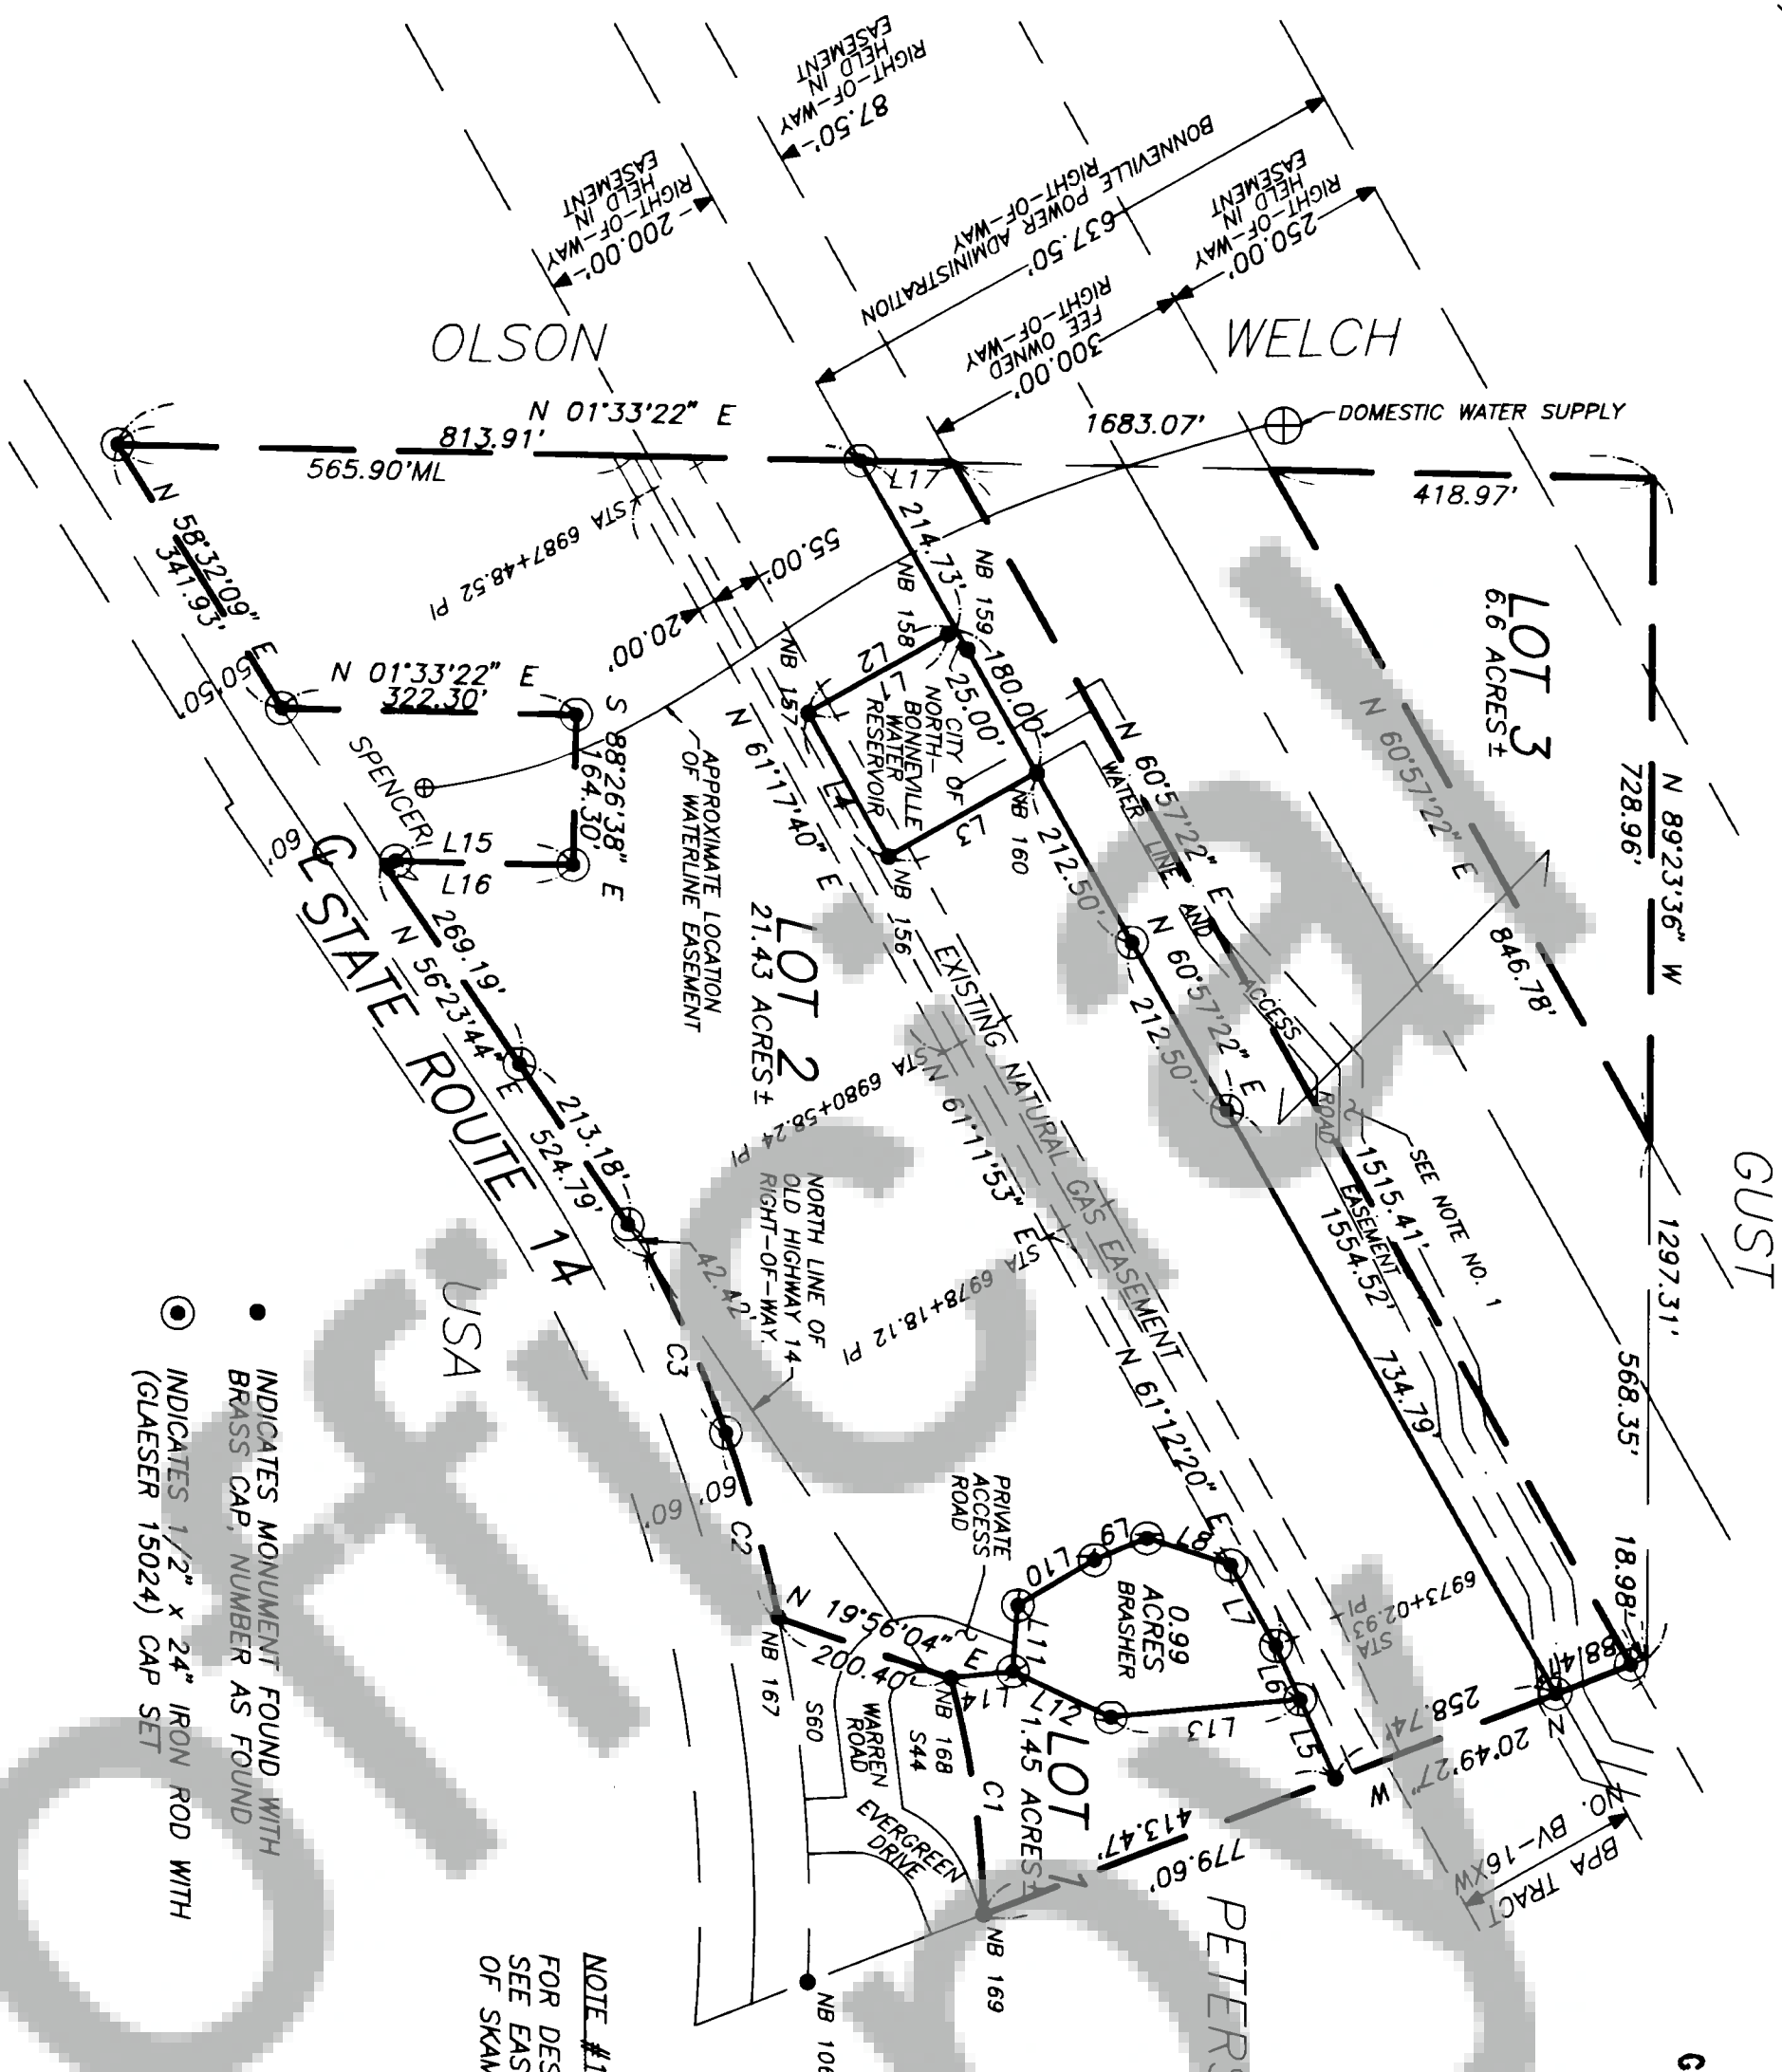 RIGHT-OF-WAY
HELD IN
EASEMENT
87.50'
RIGHT-OF-WAY
HELD IN
EASEMENT
200.00'
BONNEVILLE POWER ADMINISTRATION
RIGHT-OF-WAY
637.50'
RIGHT-OF-WAY
HELD IN
EASEMENT
250.00'
FEE OWNED
RIGHT-OF-WAY
300.00'
OLSON
WELCH
GUST
N 01°33'22" E
813.91'
565.90'ML
1683.07'
DOMESTIC WATER SUPPLY
L17
418.97'
LOT 3
6.6 ACRES±
N 89°23'36" W
728.96'
N 60°57'22" E
846.78'
1297.31'
568.35'
18.98'
N 58°32'09" E
341.93'
50'
50'
N 01°33'22" E
322.30'
S 88°26'38" E
164.30'
SPENCER
L15
L16
60'
STA 6987+48.52 PI
55.00'
20.00'
214.73'
NB 158
NB 159
180.00'
25.00'
NB 157
L2
L1
CITY OF
NORTH-
BONNEVILLE
WATER
RESERVOIR
L4
L3
NB 160
NB 156
N 61°17'40" E
APPROXIMATE LOCATION
OF WATERLINE EASEMENT
LOT 2
21.43 ACRES±
212.50'
N 60°57'22" E
212.50'
N 60°57'22" E
WATER LINE AND ACCESS ROAD EASEMENT
SEE NOTE NO. 1
1515.41'
1554.52'
734.79'
EXISTING NATURAL GAS EASEMENT
STA 6980+58.24 PI
N 61°11'53" E
STA 6978+18.12 PI
N 61°12'20" E
STA
6973+02.93 PI
℄ STATE ROUTE 14
269.19'
N 56°23'44" E
213.18'
524.79'
42.42'
NORTH LINE OF
OLD HIGHWAY 14
RIGHT-OF-WAY.
USA
C3
60'
60'
C2
N 19°56'04" E
200.40'
NB 167
PRIVATE
ACCESS
ROAD
L9
L8
L10
L7
L11
L6
L12
L13
L14
L5
0.99
ACRES
BRASHER
NB 168
S44
S60
WARREN
ROAD
EVERGREEN
DRIVE
C1
LOT 1
1.45 ACRES±
NB 169
NB 106
413.47'
779.60'
88.41'
258.74'
N 20°49'27" W
BPA TRACT
NO. BV-16XW
PETERS
● INDICATES MONUMENT FOUND WITH
BRASS CAP, NUMBER AS FOUND
INDICATES 1/2" x 24" IRON ROD WITH
(GLAESER 15024) CAP SET
NOTE #1
FOR DES
SEE EAS
OF SKAM
G